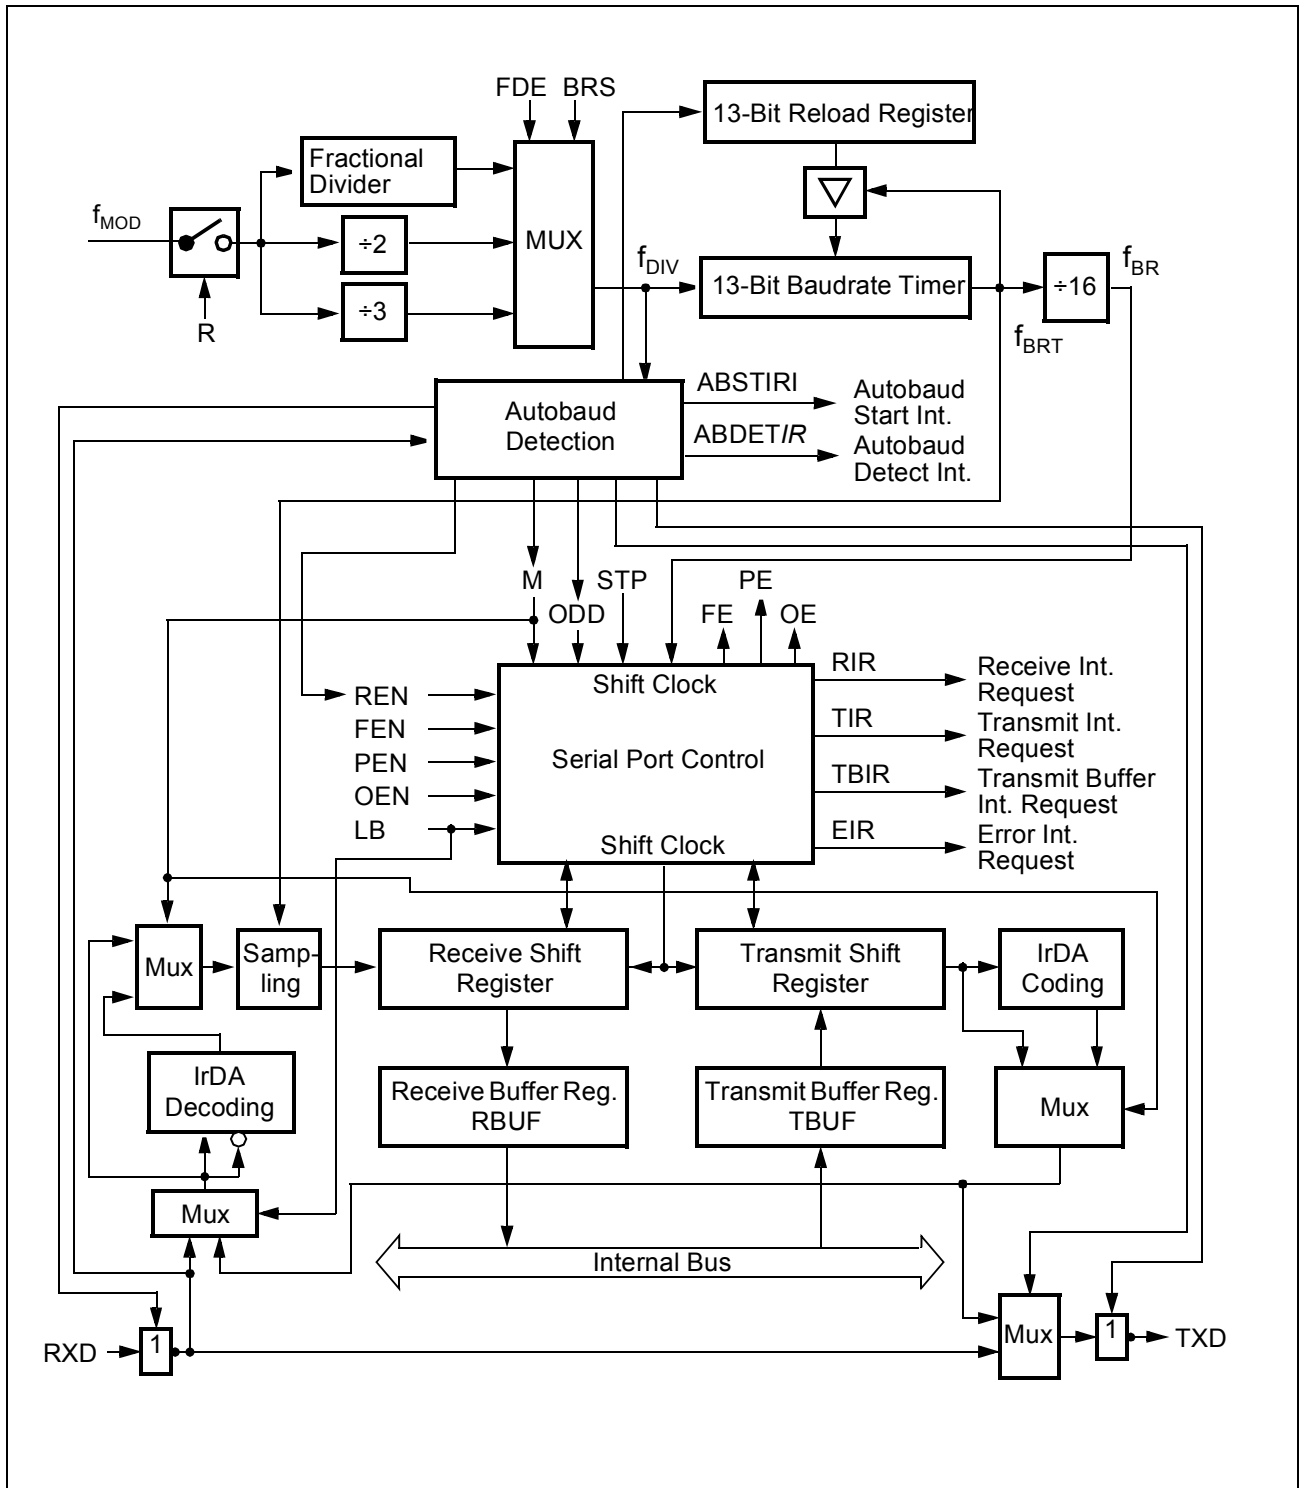 FDE BRS
13-Bit Reload Register
Fractional
Divider
fMOD
÷2
MUX
fDIV
13-Bit Baudrate Timer
÷16
fBR
÷3
R
fBRT
Autobaud
Detection
ABSTIRI
Autobaud
Start Int.
ABDETIR
Autobaud
Detect Int.
M
STP
PE
ODD
FE
OE
Shift Clock
RIR
Receive Int.
Request
REN
FEN
TIR
Transmit Int.
Request
PEN
Serial Port Control
TBIR
Transmit Buffer
Int. Request
OEN
LB
Shift Clock
EIR
Error Int.
Request
Mux
Samp-
ling
Receive Shift
Register
Transmit Shift
Register
IrDA
Coding
IrDA
Decoding
Receive Buffer Reg.
RBUF
Transmit Buffer Reg.
TBUF
Mux
Mux
Internal Bus
RXD
1
Mux
1
TXD